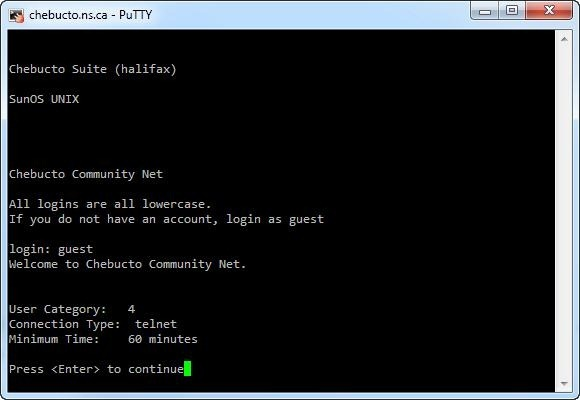 chebucto.ns.ca - PuTTY
Chebucto Suite (halifax)
SunOS UNIX
Chebucto Community Net
All logins are all lowercase.
If you do not have an account, login as guest
login: guest
Welcome to Chebucto Community Net.
User Category:   4
Connection Type:  telnet
Minimum Time:    60 minutes
Press <Enter> to continue